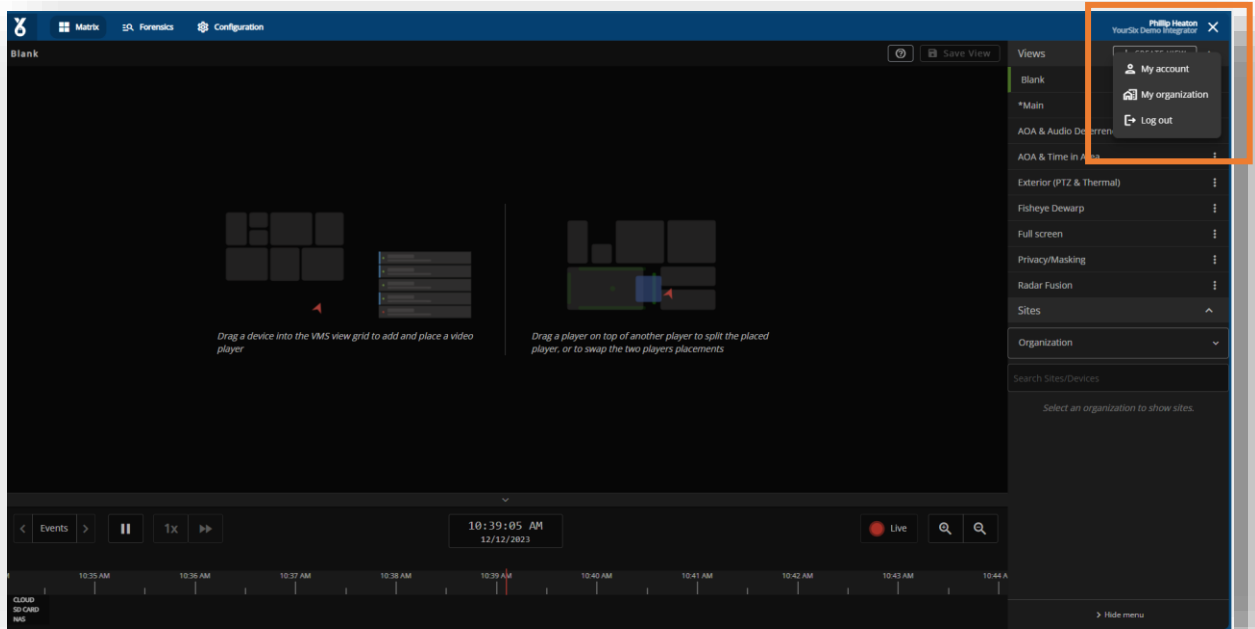 Matrix
Forensics
Configuration
Phillip Heaton
YourSix Demo Integrator
Blank
Save View
Views
My account
My organization
Log out
Blank
*Main
AOA & Audio Deterren
AOA & Time in Area
Exterior (PTZ & Thermal)
Fisheye Dewarp
Full screen
Privacy/Masking
Radar Fusion
Sites
Organization
Search Sites/Devices
Select an organization to show sites.
Drag a device into the VMS view grid to add and place a video
player
Drag a player on top of another player to split the placed
player, or to swap the two players placements
Events
1x
10:39:05 AM
12/12/2023
Live
10:35 AM 10:36 AM 10:37 AM 10:38 AM 10:39 AM 10:40 AM 10:41 AM 10:42 AM 10:43 AM 10:44 A
CLOUD
SD CARD
NAS
Hide menu